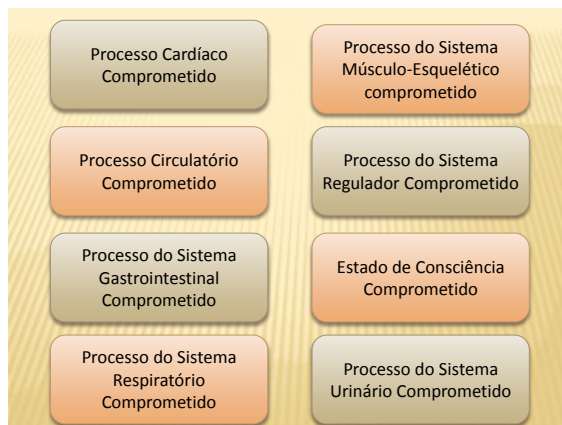 Processo Cardíaco
Comprometido
Processo do Sistema
Músculo-Esquelético
comprometido
Processo Circulatório
Comprometido
Processo do Sistema
Regulador Comprometido
Processo do Sistema
Gastrointestinal
Comprometido
Estado de Consciência
Comprometido
Processo do Sistema
Respiratório
Comprometido
Processo do Sistema
Urinário Comprometido